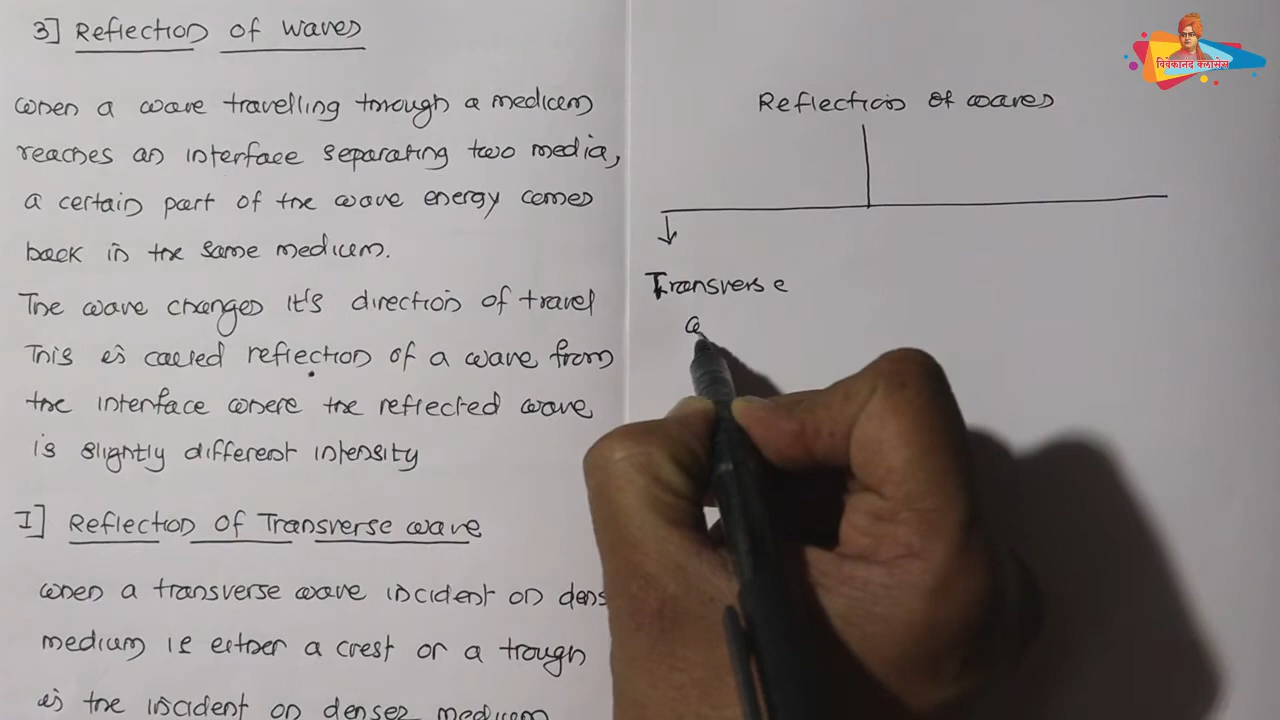 3] Reflection of waves
when a wave travelling through a medium
reaches an interface separating two media,
a certain part of the wave energy comes
back in the same medium.
The wave changes it's direction of travel
This is called reflection of a wave from
the interface where the reflected wave
is slightly different intensity
I] Reflection of Transverse wave
when a transverse wave incident on dens
medium ie either a crest or a trough
is the incident on denser medium
विवेकानंद क्लासेस
Reflection of waves
Transverse